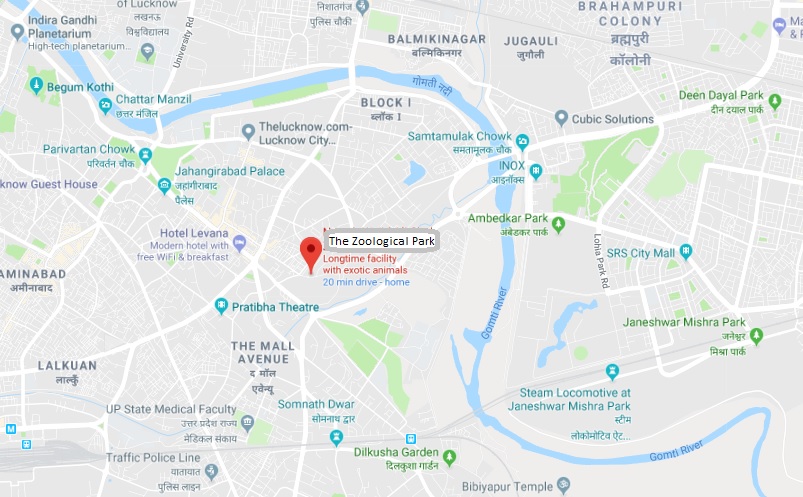 of Lucknow
लखनऊ
विश्वविद्यालय
Indira Gandhi
Planetarium
High-tech planetarium...
University Rd
निशातगंज
पुलिस चौकी
BALMIKINAGAR
बाल्मिकिनगर
JUGAULI
जुगौली
BRAHAMPURI
COLONY
ब्रह्मपुरी
कॉलोनी
M
Begum Kothi
Chattar Manzil
छत्तर मंजिल
गोमती नदी
BLOCK I
ब्लॉक I
Deen Dayal Park
दीन दयाल पार्क
Cubic Solutions
Thelucknow.com-
Lucknow City...
Samtamulak Chowk
समतामूलक चौक
INOX
आइनॉक्स
Parivartan Chowk
परिवर्तन चौक
Jahangirabad Palace
जहांगीराबाद
पैलेस
know Guest House
Hotel Levana
Modern hotel with
free WiFi & breakfast
The Zoological Park
Longtime facility
with exotic animals
20 min drive - home
Ambedkar Park
अंबेडकर पार्क
Lohia Park Rd
SRS City Mall
AMINABAD
अमीनाबाद
Pratibha Theatre
Gomti River
Janeshwar Mishra Park
जनेश्वर
मिश्रा पार्क
THE MALL
AVENUE
द मॉल
एवेन्यू
LALKUAN
लालकुँ
Steam Locomotive at
Janeshwar Mishra Park
स्टीम
लोकोमोटिव ऐट...
UP State Medical Faculty
उत्तर प्रदेश राज्य
मेडिकल संकाय
Somnath Dwar
सोमनाथ द्वार
M
Traffic Police Line
यातायात
पुलिस लाइन
Dilkusha Garden
दिलकुशा गार्डन
Gomti River
Bibiyapur Temple